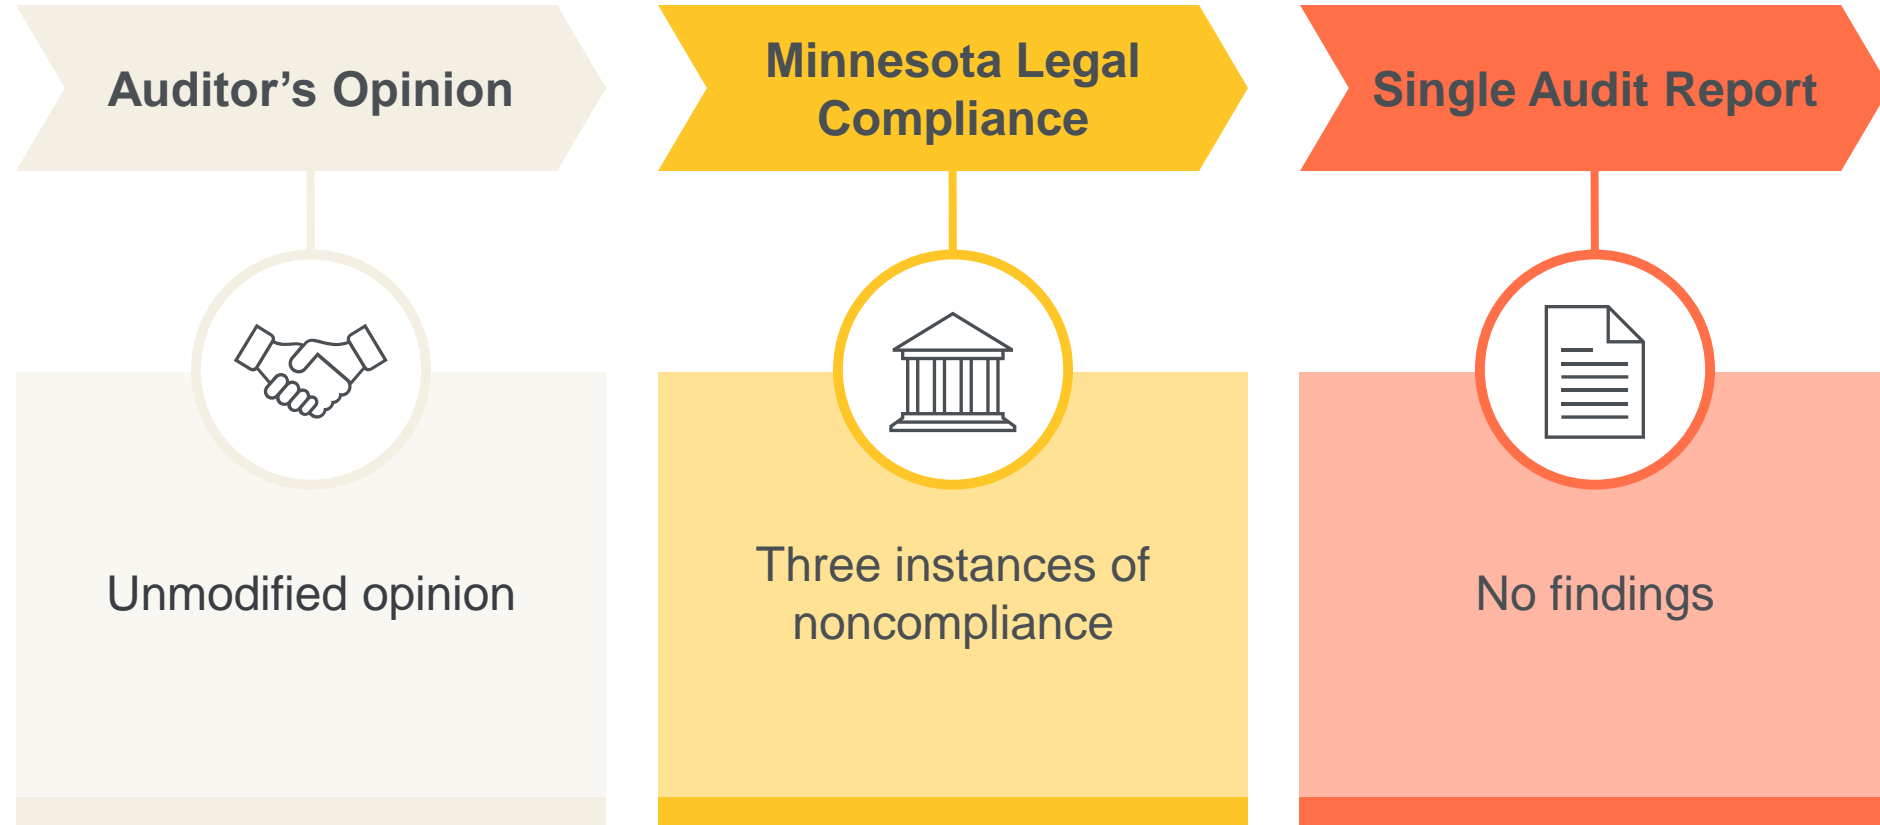 Auditor’s Opinion
Minnesota Legal
Compliance
Single Audit Report
Unmodified opinion
Three instances of
noncompliance
No findings